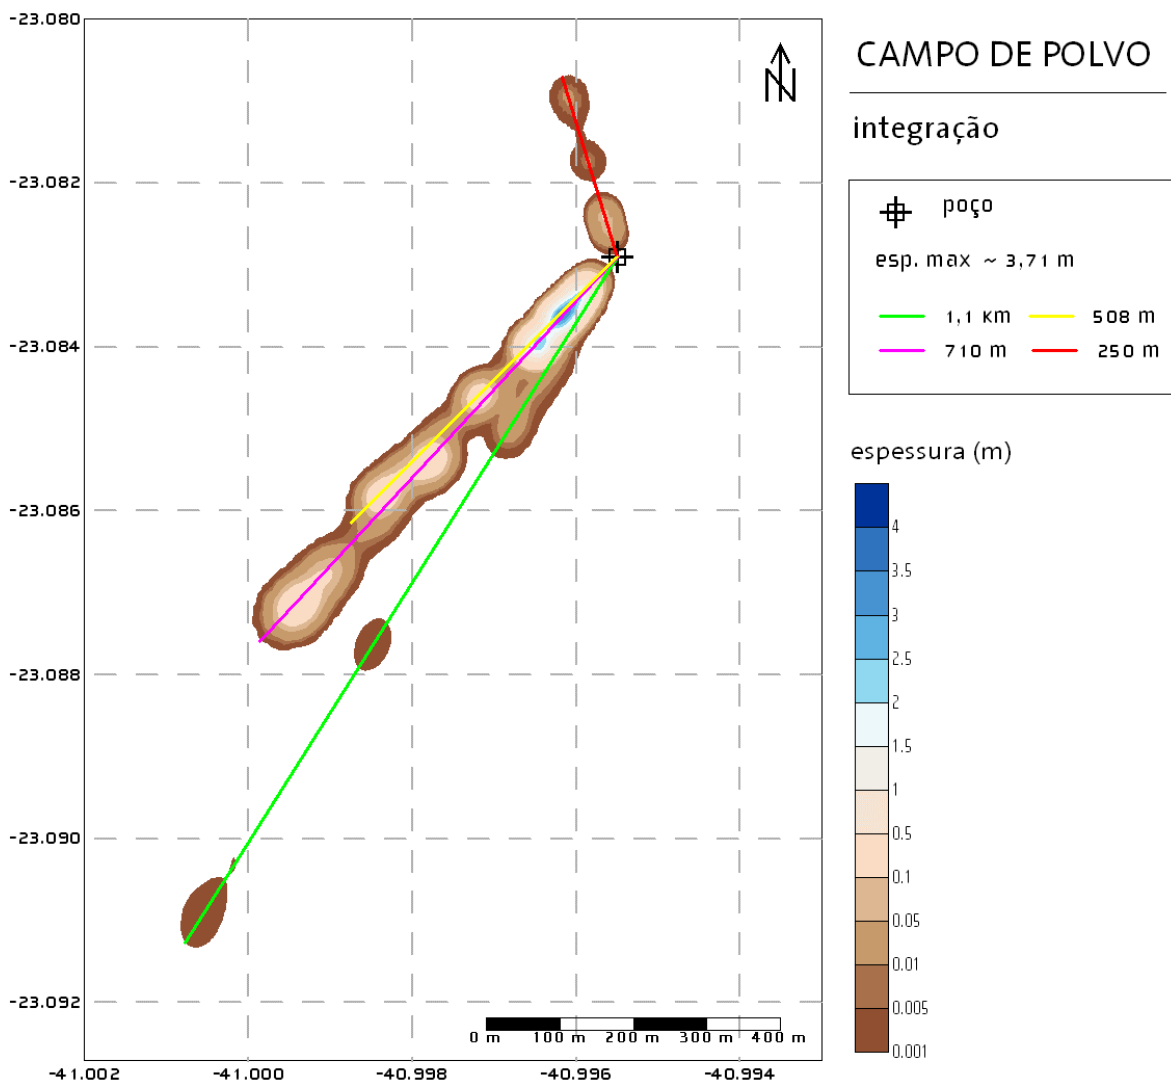 CAMPO DE POLVO
integração
poço
esp. max ~ 3,71 m
1,1 km
508 m
710 m
250 m
espessura (m)
4
3.5
3
2.5
2
1.5
1
0.5
0.1
0.05
0.01
0.005
0.001
N
-23.080
-23.082
-23.084
-23.086
-23.088
-23.090
-23.092
0 m 100 m 200 m 300 m 400 m
-41.002 -41.000 -40.998 -40.996 -40.994